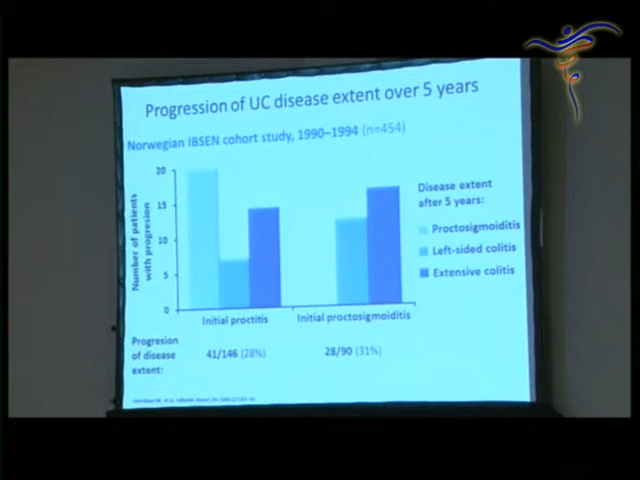 Progression of UC disease extent over 5 years
Norwegian IBSEN cohort study, 1990–1994 (n=454)
Number of patients
with progresion
20
15
10
5
0
Initial proctitis
Initial proctosigmoiditis
Disease extent
after 5 years:
Proctosigmoiditis
Left-sided colitis
Extensive colitis
Progresion
of disease
extent:
41/146 (28%)
28/90 (31%)